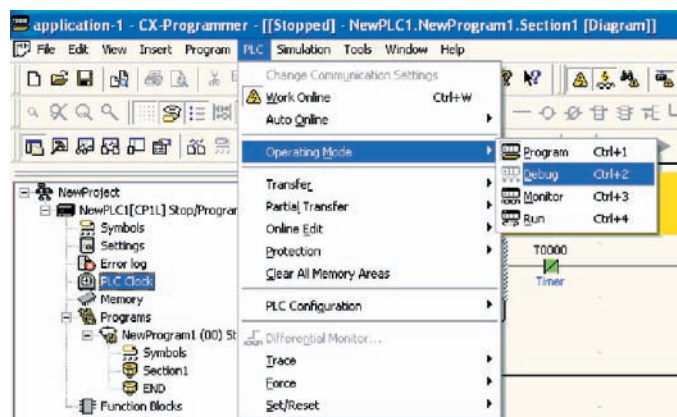 application-1 - CX-Programmer - [[Stopped] - NewPLC1.NewProgram1.Section1 [Diagram]]
File Edit View Insert Program PLC Simulation Tools Window Help
Change Communication Settings
Work Online Ctrl+W
Auto Online
Operating Mode
Transfer
Partial Transfer
Online Edit
Protection
Clear All Memory Areas
PLC Configuration
Differential Monitor...
Trace
Force
Set/Reset
Program Ctrl+1
Debug Ctrl+2
Monitor Ctrl+3
Run Ctrl+4
NewProject
NewPLC1[CP1L] Stop/Progra
Symbols
Settings
Error log
PLC Clock
Memory
Programs
NewProgram1 (00) St
Symbols
Section1
END
Function Blocks
T0000
Timer